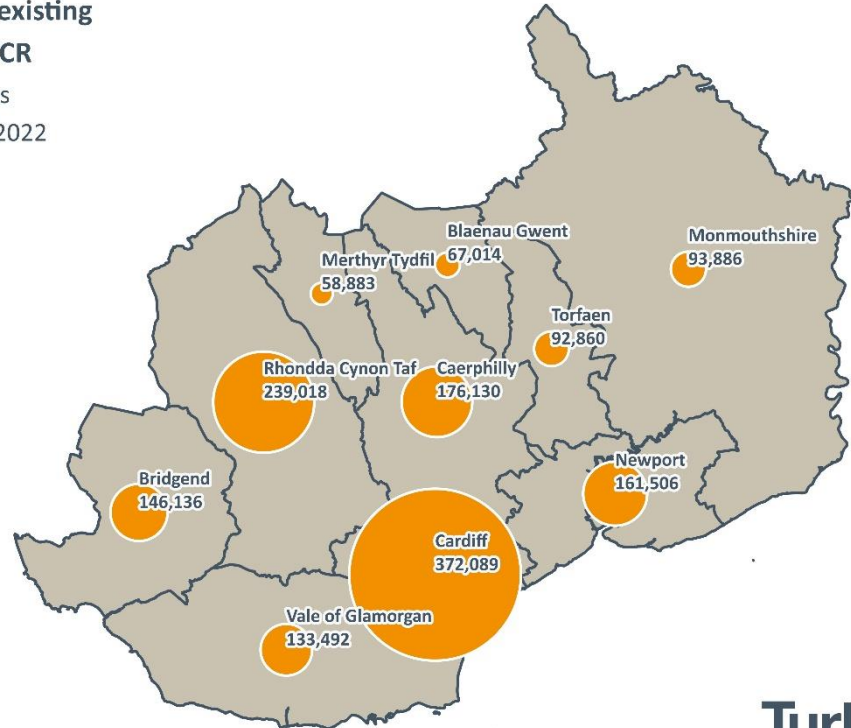 existing
CR
s
2022
Blaenau Gwent
67,014
Monmouthshire
93,886
Merthyr Tydfil
58,883
Torfaen
92,860
Rhondda Cynon Taf
239,018
Caerphilly
176,130
Bridgend
146,136
Newport
161,506
Cardiff
372,089
Vale of Glamorgan
133,492